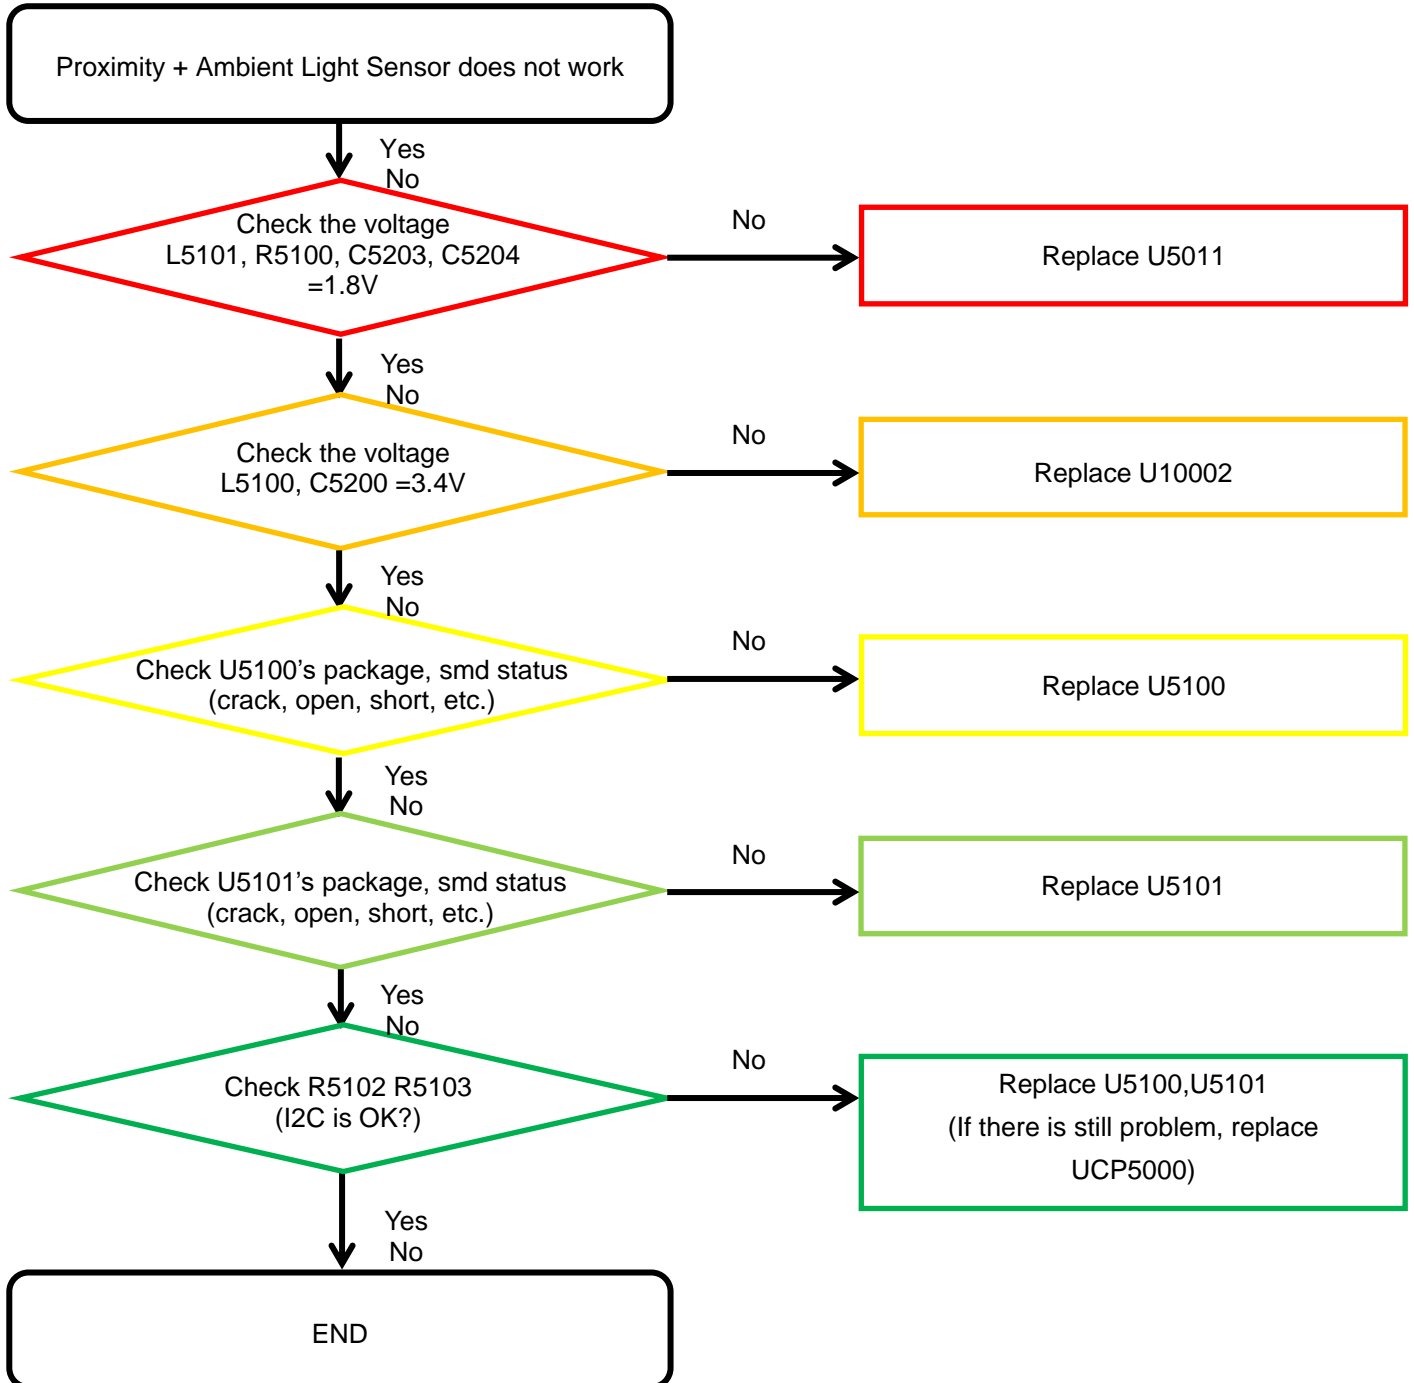 Proximity + Ambient Light Sensor does not work
Yes
No
Check the voltage
L5101, R5100, C5203, C5204
=1.8V
No
Replace U5011
Yes
No
Check the voltage
L5100, C5200 =3.4V
No
Replace U10002
Yes
No
Check U5100’s package, smd status
(crack, open, short, etc.)
No
Replace U5100
Yes
No
Check U5101’s package, smd status
(crack, open, short, etc.)
No
Replace U5101
Yes
No
Check R5102 R5103
(I2C is OK?)
No
Replace U5100,U5101
(If there is still problem, replace
UCP5000)
Yes
No
END